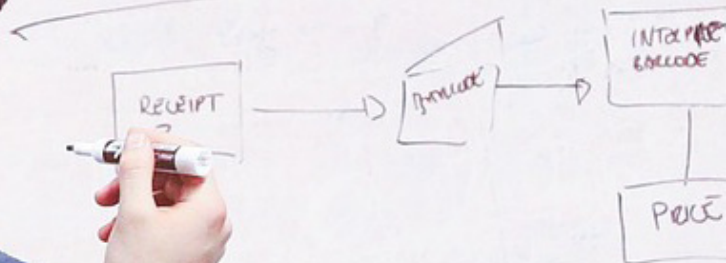 RECEIPT
?
BARCODE
INTERPRET
BARCODE
PRICE